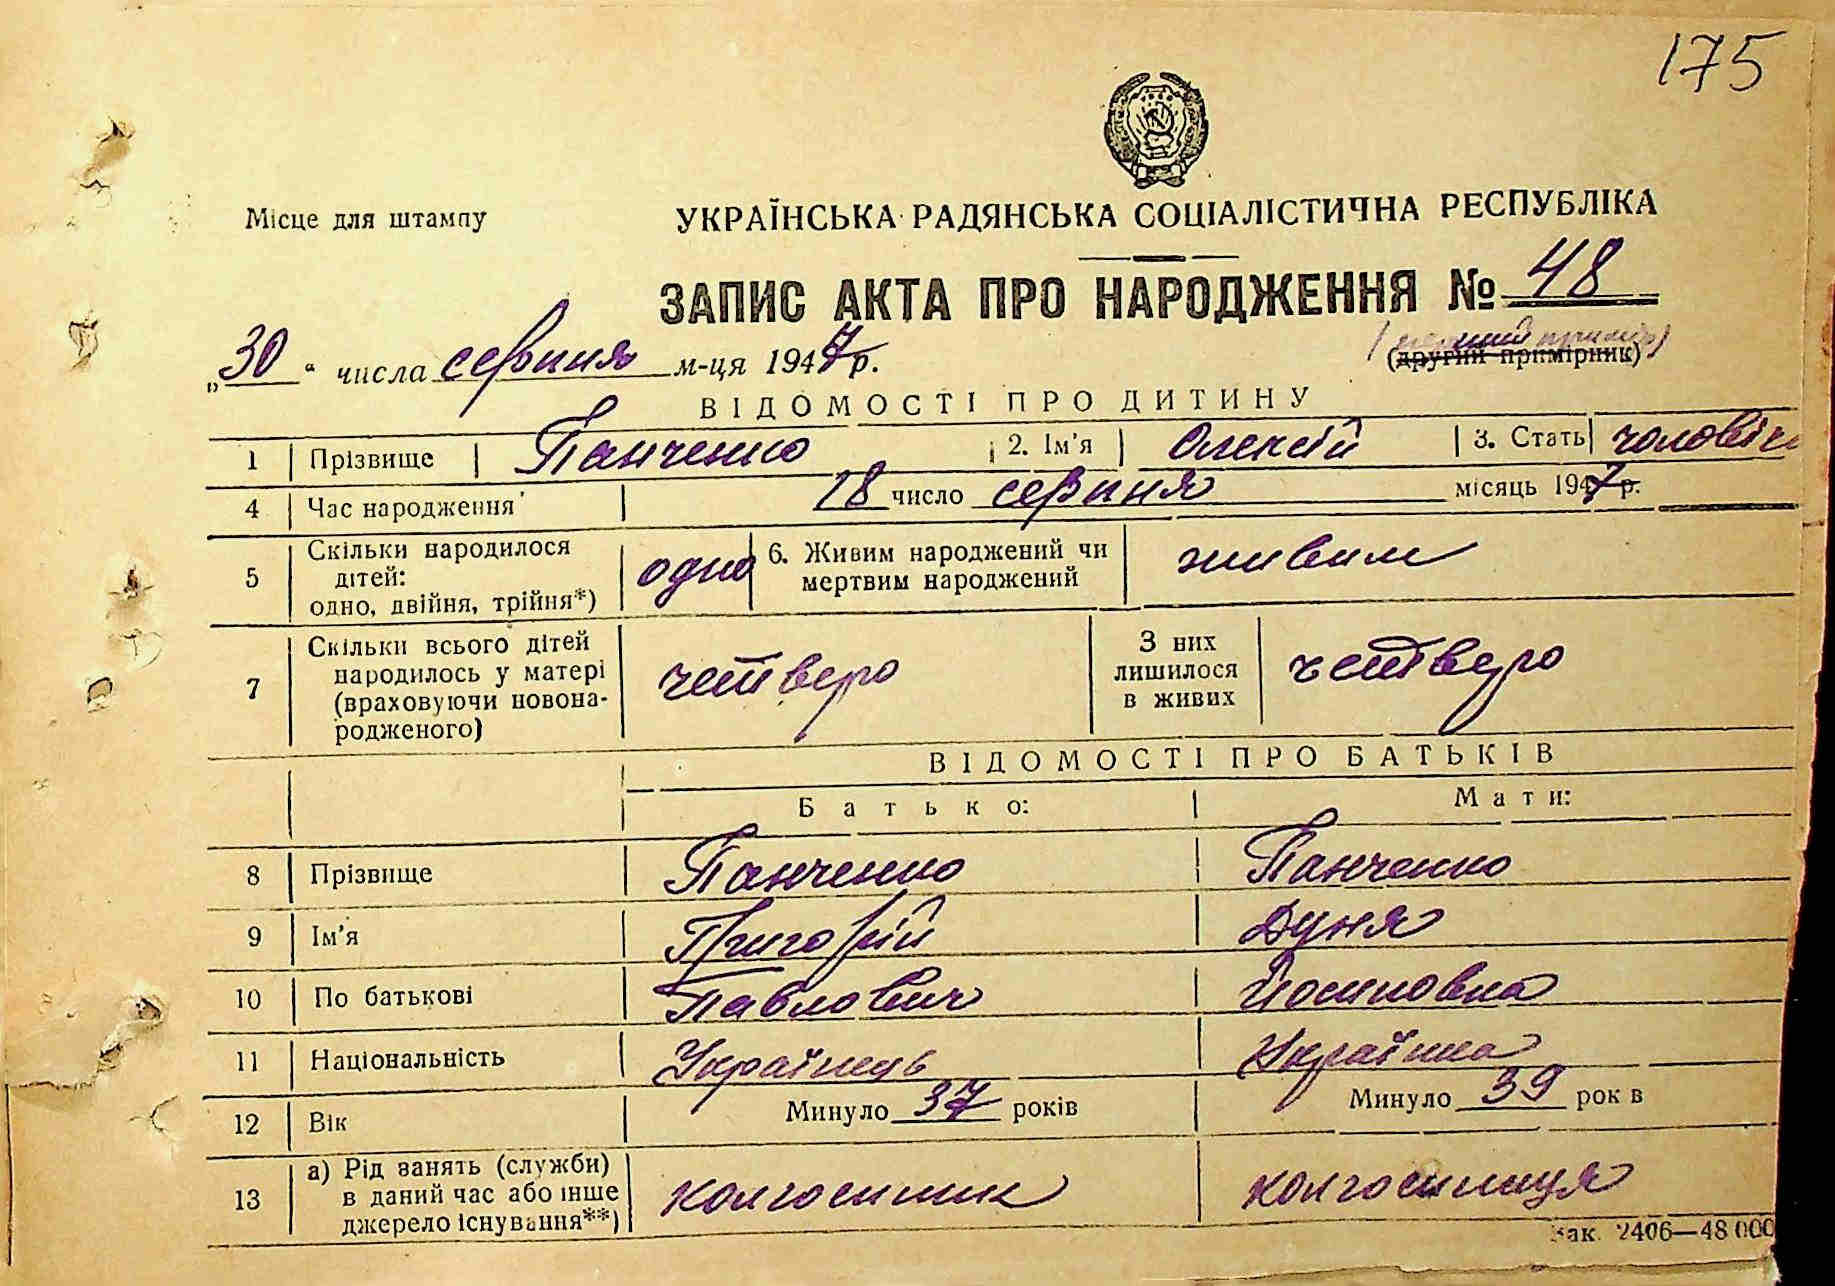 175
Місце для штампу
УКРАЇНСЬКА РАДЯНСЬКА СОЦІАЛІСТИЧНА РЕСПУБЛІКА
ЗАПИС АКТА ПРО НАРОДЖЕННЯ № 48
(другий примірник)
„30“ числа серпня м-ця 1947 р.
ВІДОМОСТІ ПРО ДИТИНУ
1 Прізвище Панченко 2. Ім'я Олексій 3. Стать чоловіч
4 Час народження 18 число серпня місяць 1947 р.
5 Скільки народилося дітей: одно, двійня, трійня*) одно 6. Живим народжений чи мертвим народжений живим
7 Скільки всього дітей народилось у матері (враховуючи новонародженого) четверо З них лишилося в живих четверо
ВІДОМОСТІ ПРО БАТЬКІВ
Батько: Мати:
8 Прізвище Панченко Панченко
9 Ім'я Григорій Дуня
10 По батькові Павлович Йосиповна
11 Національність Українець Українка
12 Вік Минуло 37 років Минуло 39 рок в
13 а) Рід занять (служби) в даний час або інше джерело існування**) колгоспник колгоспниця
Зак. 2406—48 000